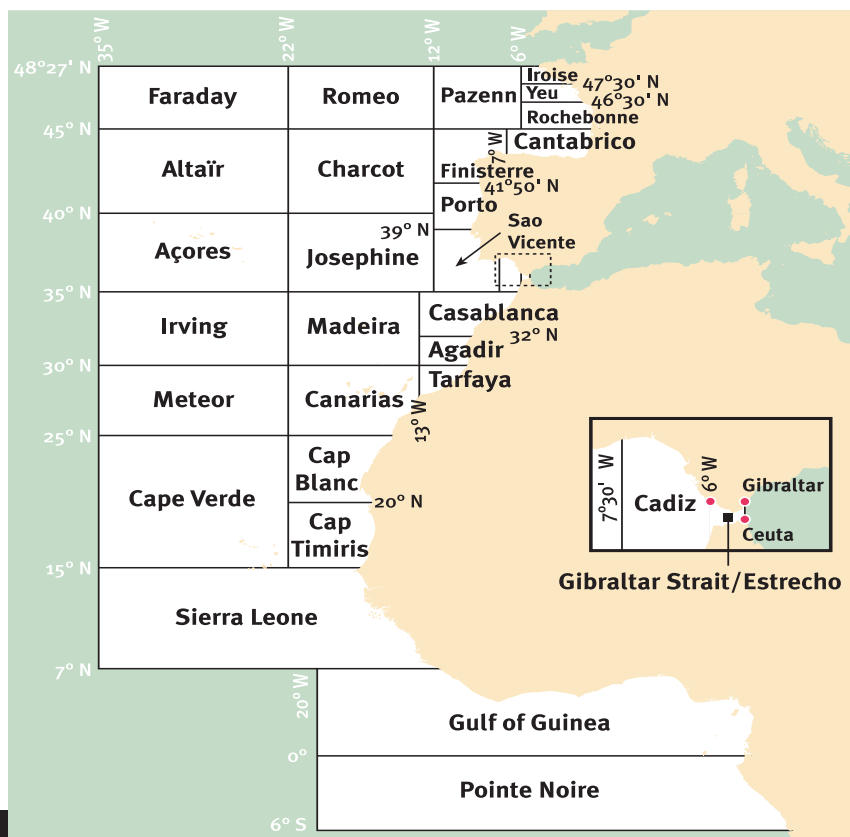 35° W
22° W
12° W
6° W
48°27' N
Faraday
Romeo
Pazenn
Iroise
47°30' N
Yeu
46°30' N
Rochebonne
45° N
7° W
Cantabrico
Altaïr
Charcot
Finisterre
41°50' N
40° N
Porto
39° N
Sao
Vicente
Açores
Josephine
35° N
Irving
Madeira
Casablanca
32° N
Agadir
30° N
Tarfaya
Meteor
Canarias
13° W
25° N
Cap
Blanc
Cape Verde
20° N
Cap
Timiris
7°30' W
6° W
Cadiz
Gibraltar
Ceuta
Gibraltar Strait/Estrecho
15° N
Sierra Leone
7° N
20° W
Gulf of Guinea
0°
Pointe Noire
6° S